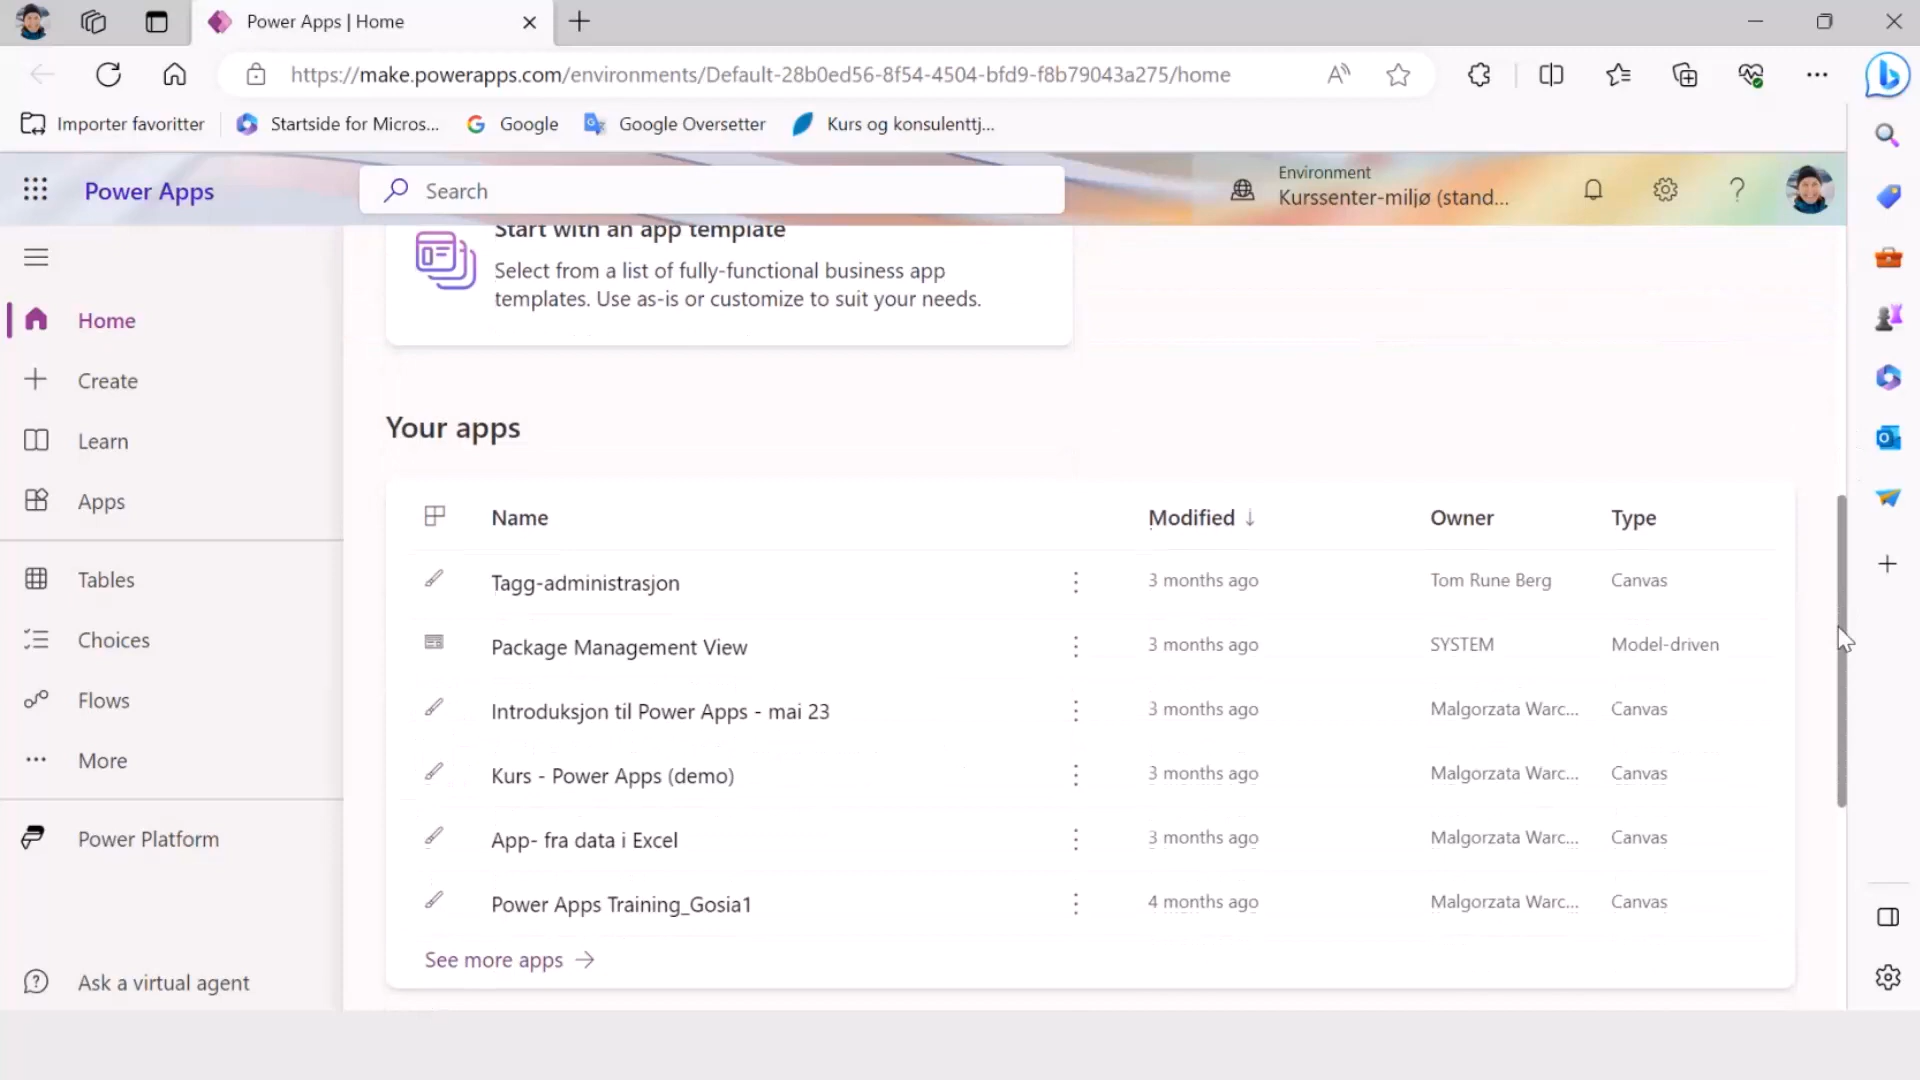 Power Apps | Home
https://make.powerapps.com/environments/Default-28b0ed56-8f54-4504-bfd9-f8b79043a275/home
Importer favoritter
Startside for Micros...
Google
Google Oversetter
Kurs og konsulenttj...
Power Apps
Search
Environment
Kurssenter-miljø (stand...
Home
Create
Learn
Apps
Tables
Choices
Flows
More
Power Platform
Ask a virtual agent
Start with an app template
Select from a list of fully-functional business app
templates. Use as-is or customize to suit your needs.
Your apps
Name Modified ↓ Owner Type
Tagg-administrasjon 3 months ago Tom Rune Berg Canvas
Package Management View 3 months ago SYSTEM Model-driven
Introduksjon til Power Apps - mai 23 3 months ago Malgorzata Warc... Canvas
Kurs - Power Apps (demo) 3 months ago Malgorzata Warc... Canvas
App- fra data i Excel 3 months ago Malgorzata Warc... Canvas
Power Apps Training_Gosia1 4 months ago Malgorzata Warc... Canvas
See more apps →